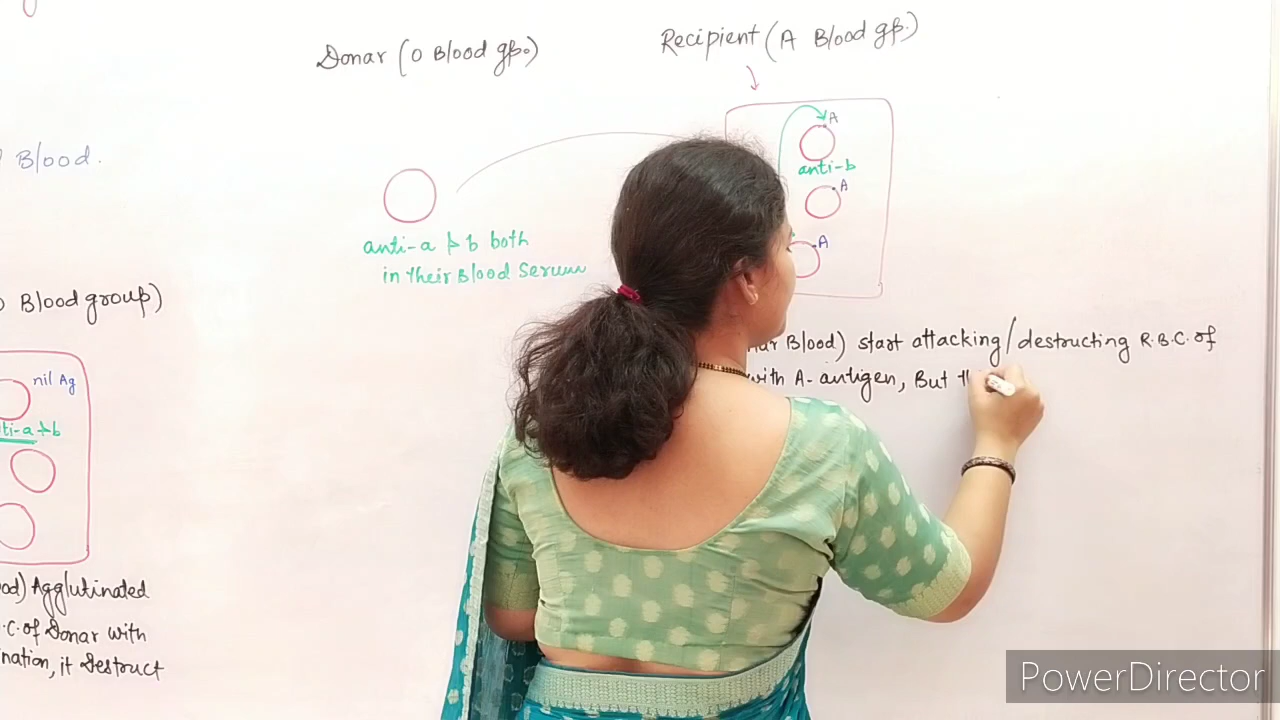 Donar (O Blood gp.)
Recipient (A Blood gp.)
Blood.
A
anti-b
A
A
anti-a & b both
in their Blood Serum
Blood group)
nil Ag
ti-a & b
Blood) start attacking/destructing R.B.C. of
with A-antigen, But
Agglutinated
.C. of Donar with
nation, it destruct
PowerDirector